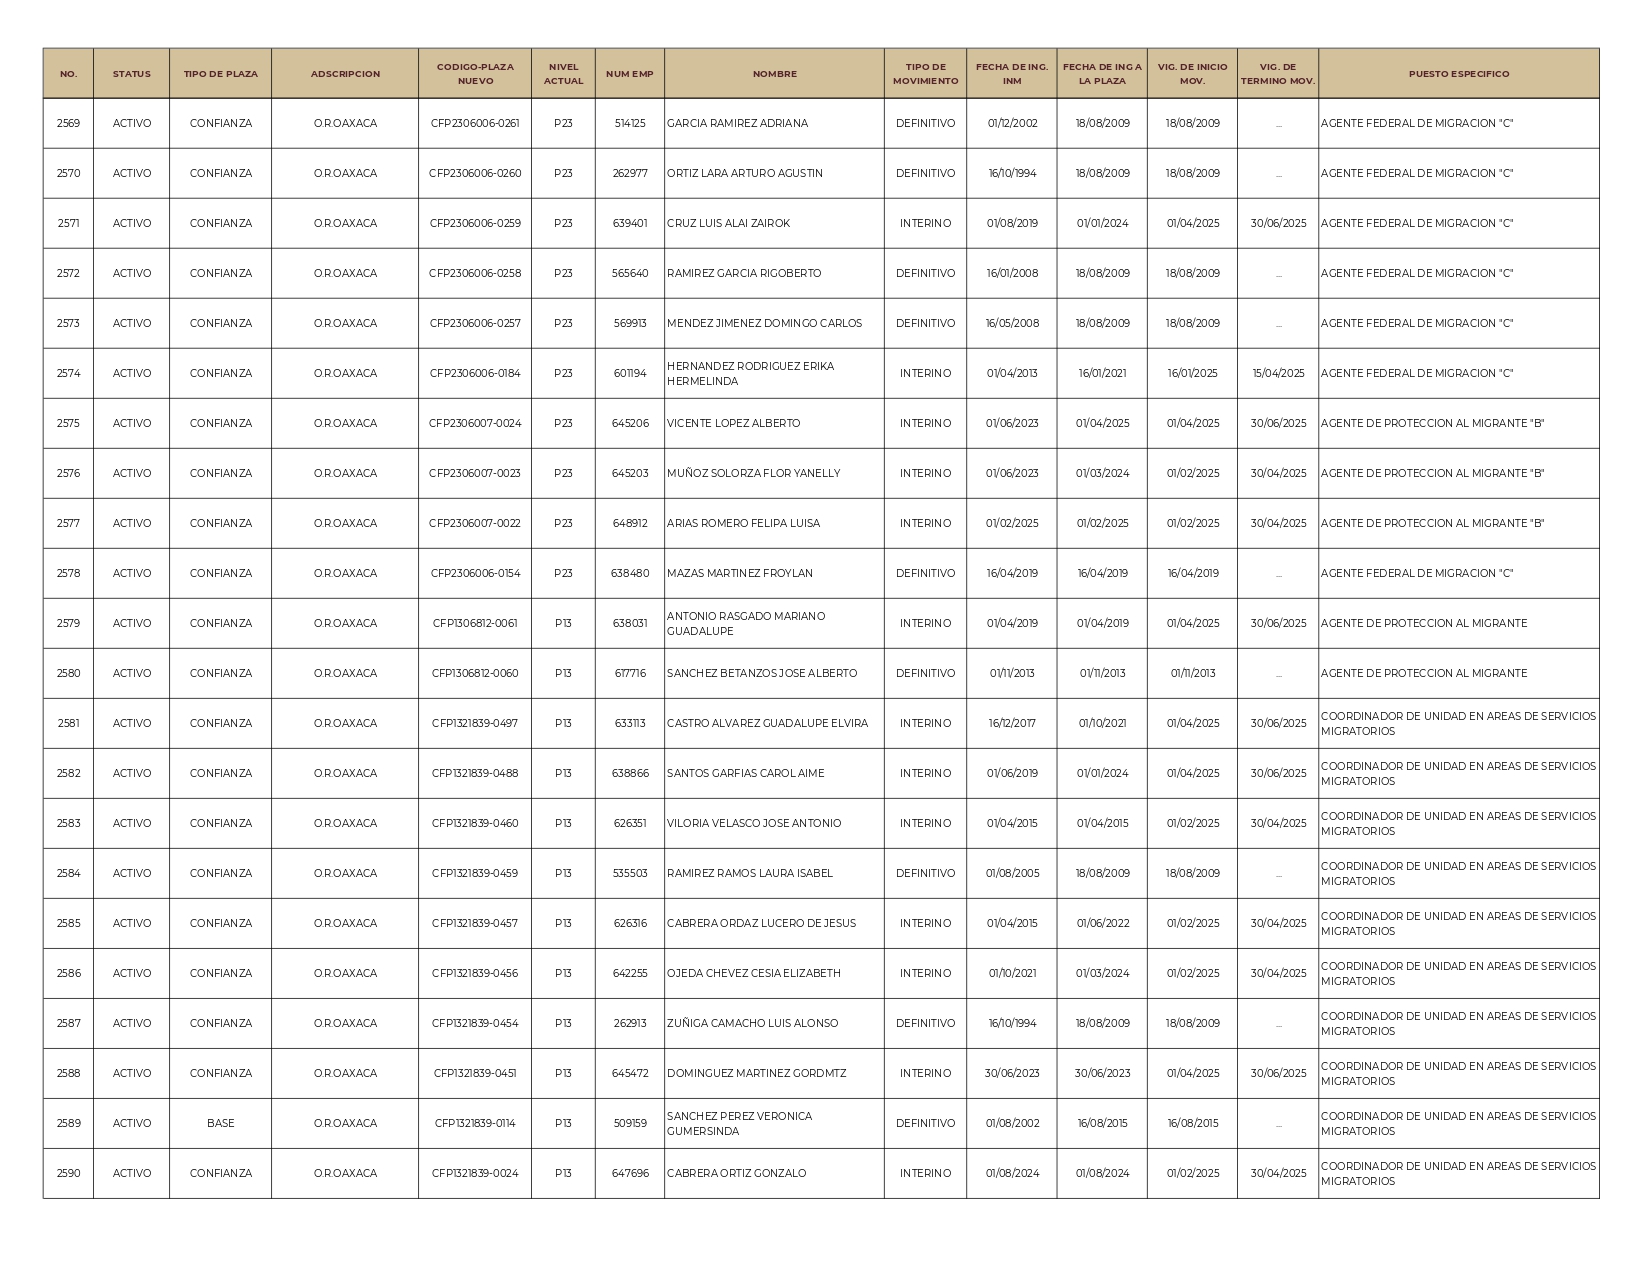 NO. STATUS TIPO DE PLAZA ADSCRIPCION CODIGO-PLAZA NUEVO NIVEL ACTUAL NUM EMP NOMBRE TIPO DE MOVIMIENTO FECHA DE ING. INM FECHA DE ING A LA PLAZA VIG. DE INICIO MOV. VIG. DE TERMINO MOV. PUESTO ESPECIFICO
2569 ACTIVO CONFIANZA O.R.OAXACA CFP2306006-0261 P23 514125 GARCIA RAMIREZ ADRIANA DEFINITIVO 01/12/2002 18/08/2009 18/08/2009 ... AGENTE FEDERAL DE MIGRACION "C"
2570 ACTIVO CONFIANZA O.R.OAXACA CFP2306006-0260 P23 262977 ORTIZ LARA ARTURO AGUSTIN DEFINITIVO 16/10/1994 18/08/2009 18/08/2009 ... AGENTE FEDERAL DE MIGRACION "C"
2571 ACTIVO CONFIANZA O.R.OAXACA CFP2306006-0259 P23 639401 CRUZ LUIS ALAI ZAIROK INTERINO 01/08/2019 01/01/2024 01/04/2025 30/06/2025 AGENTE FEDERAL DE MIGRACION "C"
2572 ACTIVO CONFIANZA O.R.OAXACA CFP2306006-0258 P23 565640 RAMIREZ GARCIA RIGOBERTO DEFINITIVO 16/01/2008 18/08/2009 18/08/2009 ... AGENTE FEDERAL DE MIGRACION "C"
2573 ACTIVO CONFIANZA O.R.OAXACA CFP2306006-0257 P23 569913 MENDEZ JIMENEZ DOMINGO CARLOS DEFINITIVO 16/05/2008 18/08/2009 18/08/2009 ... AGENTE FEDERAL DE MIGRACION "C"
2574 ACTIVO CONFIANZA O.R.OAXACA CFP2306006-0184 P23 601194 HERNANDEZ RODRIGUEZ ERIKA HERMELINDA INTERINO 01/04/2013 16/01/2021 16/01/2025 15/04/2025 AGENTE FEDERAL DE MIGRACION "C"
2575 ACTIVO CONFIANZA O.R.OAXACA CFP2306007-0024 P23 645206 VICENTE LOPEZ ALBERTO INTERINO 01/06/2023 01/04/2025 01/04/2025 30/06/2025 AGENTE DE PROTECCION AL MIGRANTE "B"
2576 ACTIVO CONFIANZA O.R.OAXACA CFP2306007-0023 P23 645203 MUÑOZ SOLORZA FLOR YANELLY INTERINO 01/06/2023 01/03/2024 01/02/2025 30/04/2025 AGENTE DE PROTECCION AL MIGRANTE "B"
2577 ACTIVO CONFIANZA O.R.OAXACA CFP2306007-0022 P23 648912 ARIAS ROMERO FELIPA LUISA INTERINO 01/02/2025 01/02/2025 01/02/2025 30/04/2025 AGENTE DE PROTECCION AL MIGRANTE "B"
2578 ACTIVO CONFIANZA O.R.OAXACA CFP2306006-0154 P23 638480 MAZAS MARTINEZ FROYLAN DEFINITIVO 16/04/2019 16/04/2019 16/04/2019 ... AGENTE FEDERAL DE MIGRACION "C"
2579 ACTIVO CONFIANZA O.R.OAXACA CFP1306812-0061 P13 638031 ANTONIO RASGADO MARIANO GUADALUPE INTERINO 01/04/2019 01/04/2019 01/04/2025 30/06/2025 AGENTE DE PROTECCION AL MIGRANTE
2580 ACTIVO CONFIANZA O.R.OAXACA CFP1306812-0060 P13 617716 SANCHEZ BETANZOS JOSE ALBERTO DEFINITIVO 01/11/2013 01/11/2013 01/11/2013 ... AGENTE DE PROTECCION AL MIGRANTE
2581 ACTIVO CONFIANZA O.R.OAXACA CFP1321839-0497 P13 633113 CASTRO ALVAREZ GUADALUPE ELVIRA INTERINO 16/12/2017 01/10/2021 01/04/2025 30/06/2025 COORDINADOR DE UNIDAD EN AREAS DE SERVICIOS MIGRATORIOS
2582 ACTIVO CONFIANZA O.R.OAXACA CFP1321839-0488 P13 638866 SANTOS GARFIAS CAROL AIME INTERINO 01/06/2019 01/01/2024 01/04/2025 30/06/2025 COORDINADOR DE UNIDAD EN AREAS DE SERVICIOS MIGRATORIOS
2583 ACTIVO CONFIANZA O.R.OAXACA CFP1321839-0460 P13 626351 VILORIA VELASCO JOSE ANTONIO INTERINO 01/04/2015 01/04/2015 01/02/2025 30/04/2025 COORDINADOR DE UNIDAD EN AREAS DE SERVICIOS MIGRATORIOS
2584 ACTIVO CONFIANZA O.R.OAXACA CFP1321839-0459 P13 535503 RAMIREZ RAMOS LAURA ISABEL DEFINITIVO 01/08/2005 18/08/2009 18/08/2009 ... COORDINADOR DE UNIDAD EN AREAS DE SERVICIOS MIGRATORIOS
2585 ACTIVO CONFIANZA O.R.OAXACA CFP1321839-0457 P13 626316 CABRERA ORDAZ LUCERO DE JESUS INTERINO 01/04/2015 01/06/2022 01/02/2025 30/04/2025 COORDINADOR DE UNIDAD EN AREAS DE SERVICIOS MIGRATORIOS
2586 ACTIVO CONFIANZA O.R.OAXACA CFP1321839-0456 P13 642255 OJEDA CHEVEZ CESIA ELIZABETH INTERINO 01/10/2021 01/03/2024 01/02/2025 30/04/2025 COORDINADOR DE UNIDAD EN AREAS DE SERVICIOS MIGRATORIOS
2587 ACTIVO CONFIANZA O.R.OAXACA CFP1321839-0454 P13 262913 ZUÑIGA CAMACHO LUIS ALONSO DEFINITIVO 16/10/1994 18/08/2009 18/08/2009 ... COORDINADOR DE UNIDAD EN AREAS DE SERVICIOS MIGRATORIOS
2588 ACTIVO CONFIANZA O.R.OAXACA CFP1321839-0451 P13 645472 DOMINGUEZ MARTINEZ GORDMTZ INTERINO 30/06/2023 30/06/2023 01/04/2025 30/06/2025 COORDINADOR DE UNIDAD EN AREAS DE SERVICIOS MIGRATORIOS
2589 ACTIVO BASE O.R.OAXACA CFP1321839-0114 P13 509159 SANCHEZ PEREZ VERONICA GUMERSINDA DEFINITIVO 01/08/2002 16/08/2015 16/08/2015 ... COORDINADOR DE UNIDAD EN AREAS DE SERVICIOS MIGRATORIOS
2590 ACTIVO CONFIANZA O.R.OAXACA CFP1321839-0024 P13 647696 CABRERA ORTIZ GONZALO INTERINO 01/08/2024 01/08/2024 01/02/2025 30/04/2025 COORDINADOR DE UNIDAD EN AREAS DE SERVICIOS MIGRATORIOS